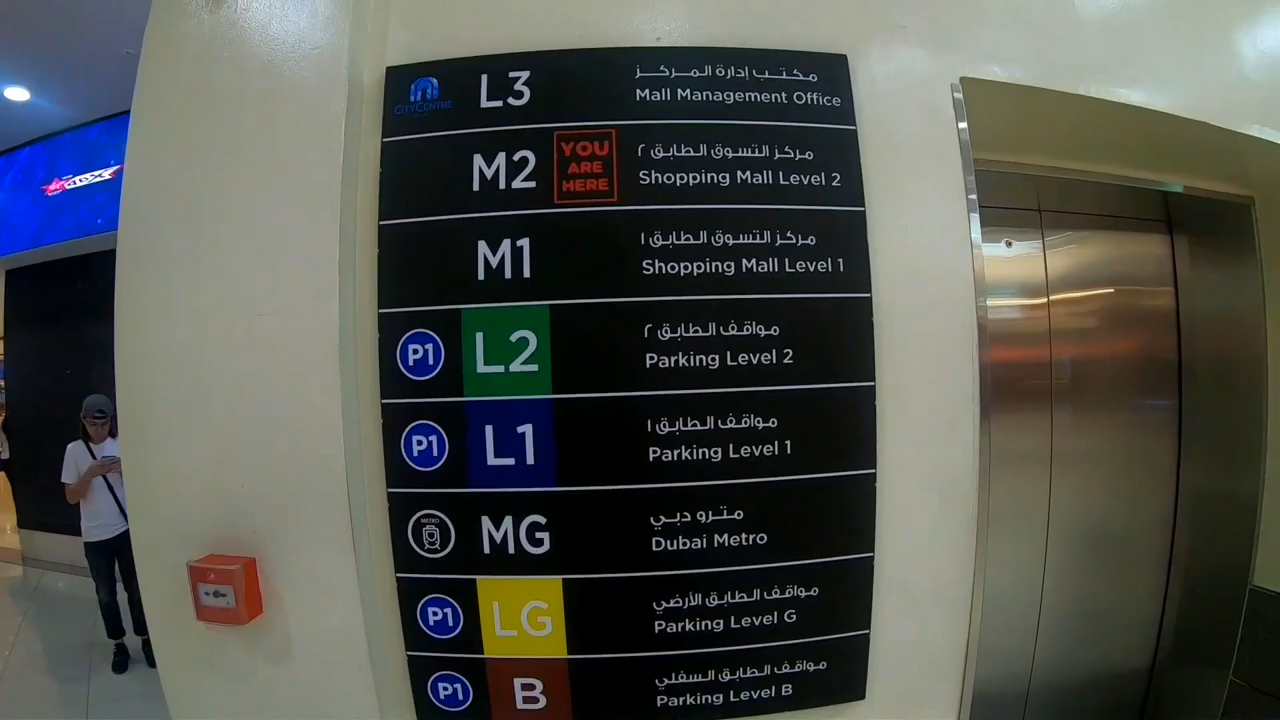 CITY CENTRE
L3
مكتب إدارة المركز
Mall Management Office
M2
YOU
ARE
HERE
مركز التسوق الطابق ٢
Shopping Mall Level 2
M1
مركز التسوق الطابق ١
Shopping Mall Level 1
P1
L2
مواقف الطابق ٢
Parking Level 2
P1
L1
مواقف الطابق ١
Parking Level 1
METRO
MG
مترو دبي
Dubai Metro
P1
LG
مواقف الطابق الأرضي
Parking Level G
P1
B
مواقف الطابق السفلي
Parking Level B